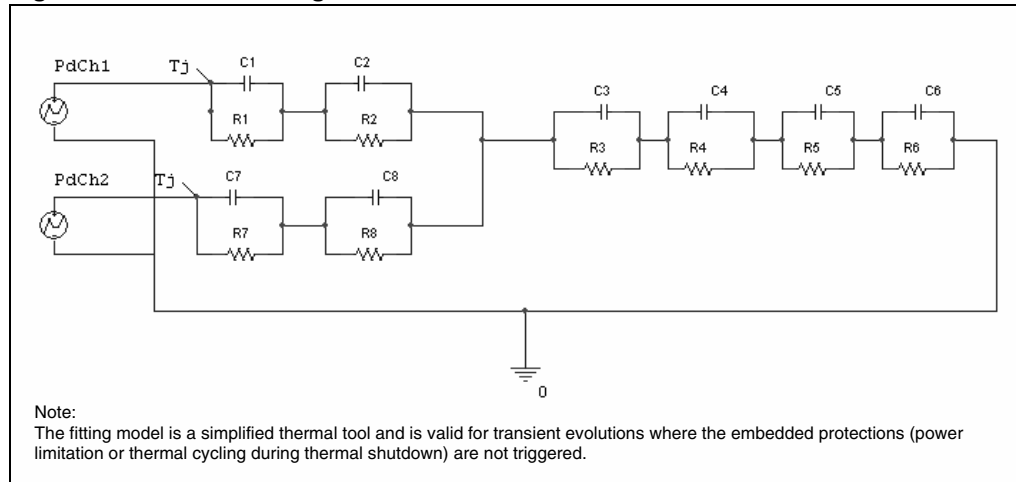 PdCh1 Tj C1 C2
C3 C4 C5 C6
R1 R2
R3 R4 R5 R6
PdCh2 Tj C7 C8
R7 R8
0
Note:
The fitting model is a simplified thermal tool and is valid for transient evolutions where the embedded protections (power
limitation or thermal cycling during thermal shutdown) are not triggered.